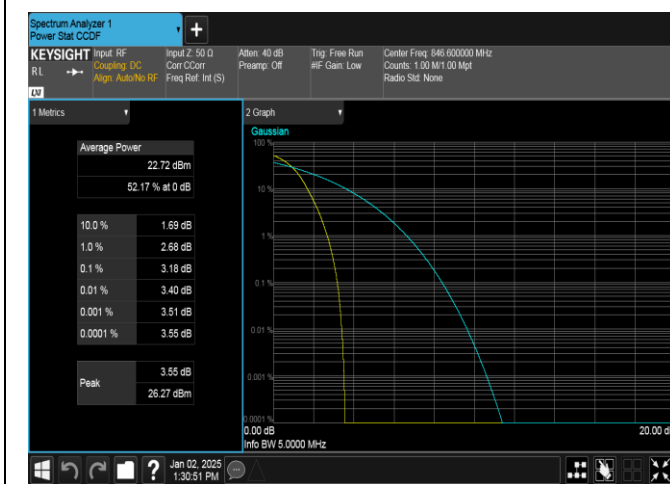 Spectrum Analyzer 1
Power Stat CCDF
+
KEYSIGHT
RL
LXI
Input: RF
Coupling: DC
Align: Auto/No RF
Input Z: 50 Ω
Corr CCorr
Freq Ref: Int (S)
Atten: 40 dB
Preamp: Off
Trig: Free Run
#IF Gain: Low
Center Freq: 846.600000 MHz
Counts: 1.00 M/1.00 Mpt
Radio Std: None
1 Metrics
Average Power
22.72 dBm
52.17 % at 0 dB
10.0 % 1.69 dB
1.0 % 2.68 dB
0.1 % 3.18 dB
0.01 % 3.40 dB
0.001 % 3.51 dB
0.0001 % 3.55 dB
Peak
3.55 dB
26.27 dBm
2 Graph
Gaussian
100 %
10 %
1 %
0.1 %
0.01 %
0.001 %
0.0001 %
0.00 dB
Info BW 5.0000 MHz
20.00 d
?
Jan 02, 2025
1:30:51 PM